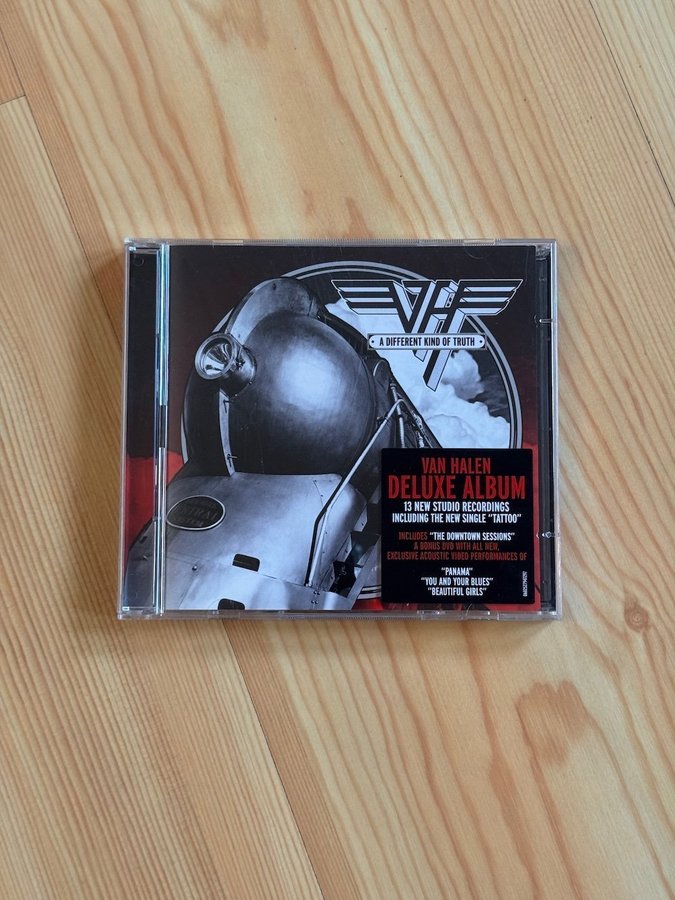 VH
A DIFFERENT KIND OF TRUTH
VAN HALEN
DELUXE ALBUM
13 NEW STUDIO RECORDINGS
INCLUDING THE NEW SINGLE "TATTOO"
INCLUDES "THE DOWNTOWN SESSIONS"
A BONUS DVD WITH ALL NEW,
EXCLUSIVE ACOUSTIC VIDEO PERFORMANCES OF
"PANAMA"
"YOU AND YOUR BLUES"
"BEAUTIFUL GIRLS"